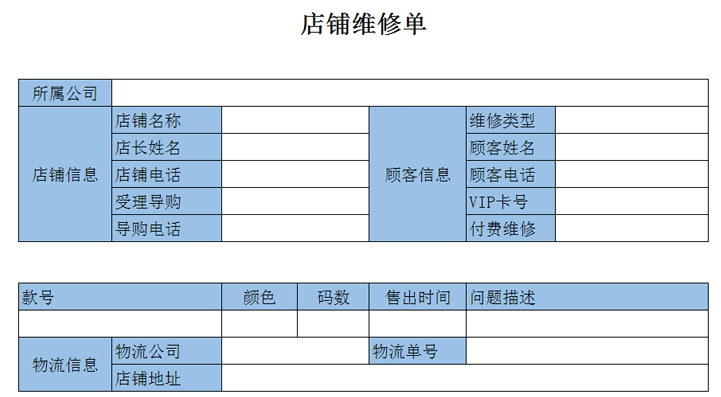 店铺维修单
所属公司
店铺信息
店铺名称
店长姓名
店铺电话
受理导购
导购电话
顾客信息
维修类型
顾客姓名
顾客电话
VIP卡号
付费维修
款号 颜色 码数 售出时间 问题描述
物流信息
物流公司 物流单号
店铺地址